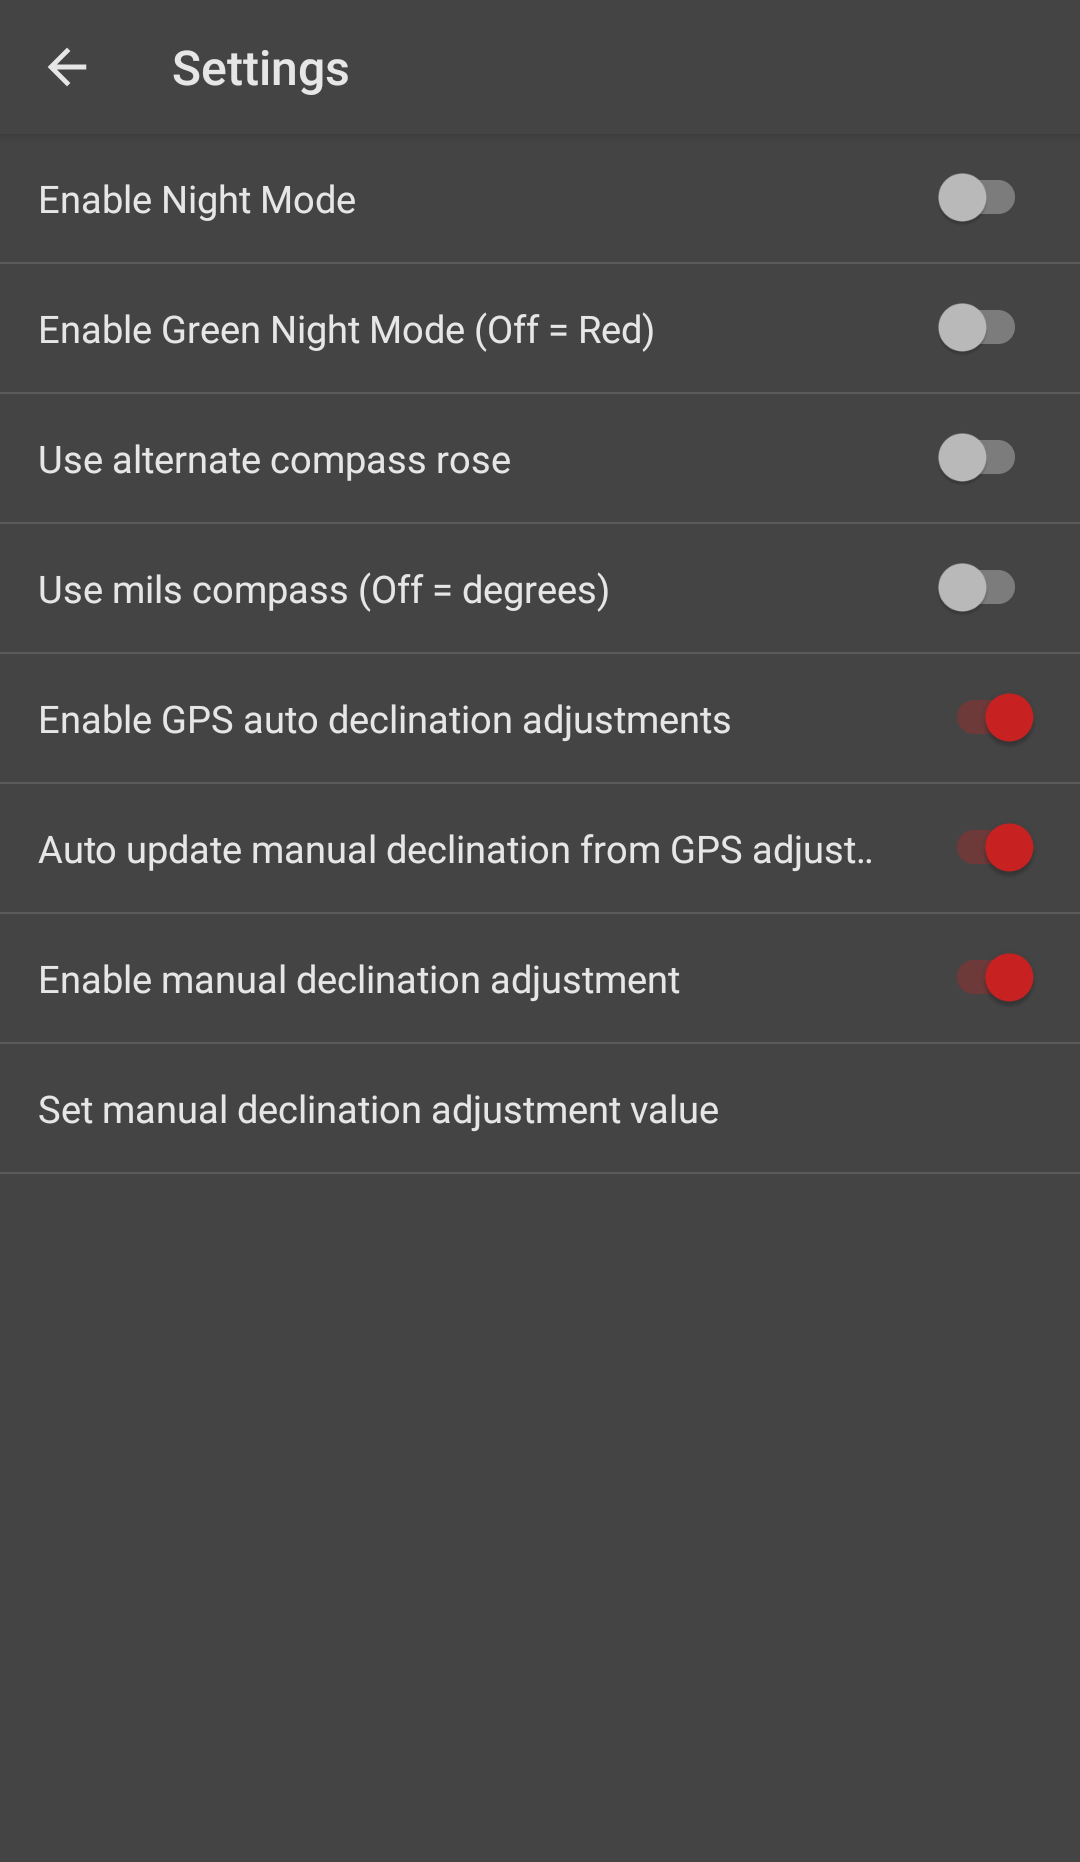 Settings
Enable Night Mode
Enable Green Night Mode (Off = Red)
Use alternate compass rose
Use mils compass (Off = degrees)
Enable GPS auto declination adjustments
Auto update manual declination from GPS adjust..
Enable manual declination adjustment
Set manual declination adjustment value